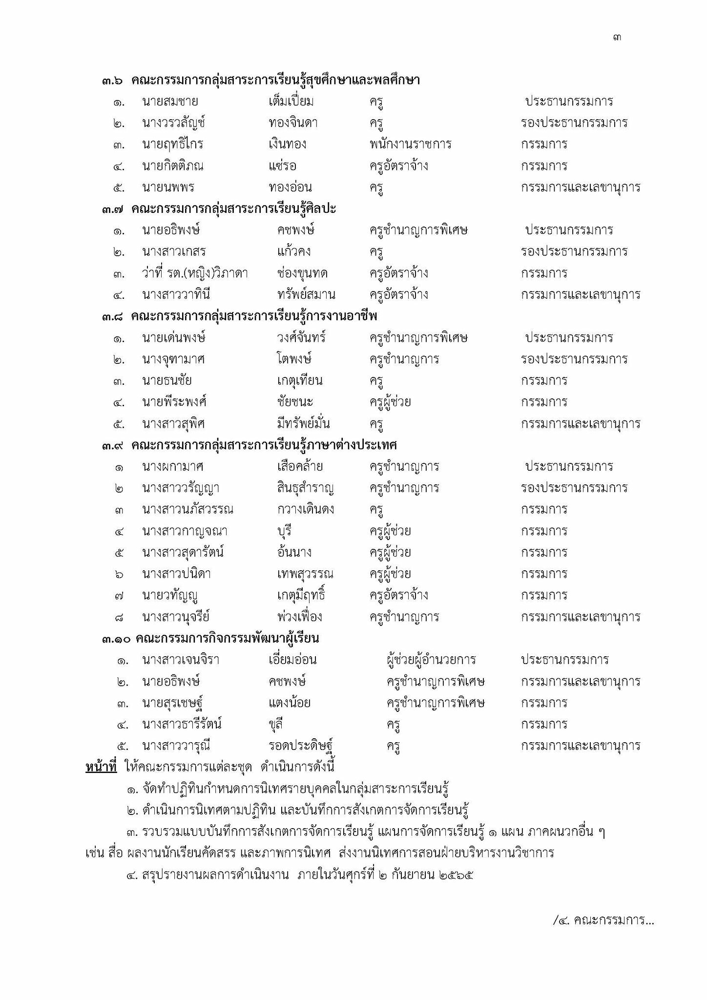 ๓
๓.๖ คณะกรรมการกลุ่มสาระการเรียนรู้สุขศึกษาและพลศึกษา
๑. นายสมชาย เต็มเปี่ยม ครู ประธานกรรมการ
๒. นางวรวลัญช์ ทองจินดา ครู รองประธานกรรมการ
๓. นายฤทธิไกร เงินทอง พนักงานราชการ กรรมการ
๔. นายกิตติภณ แซ่รอ ครูอัตราจ้าง กรรมการ
๕. นายนพพร ทองอ่อน ครู กรรมการและเลขานุการ
๓.๗ คณะกรรมการกลุ่มสาระการเรียนรู้ศิลปะ
๑. นายอธิพงษ์ คชพงษ์ ครูชำนาญการพิเศษ ประธานกรรมการ
๒. นางสาวเกสร แก้วคง ครู รองประธานกรรมการ
๓. ว่าที่ รต.(หญิง)วิภาดา ช่องขุนทด ครูอัตราจ้าง กรรมการ
๔. นางสาววาทินี ทรัพย์สมาน ครูอัตราจ้าง กรรมการและเลขานุการ
๓.๘ คณะกรรมการกลุ่มสาระการเรียนรู้การงานอาชีพ
๑. นายเด่นพงษ์ วงศ์จันทร์ ครูชำนาญการพิเศษ ประธานกรรมการ
๒. นางจุฑามาศ โตพงษ์ ครูชำนาญการ รองประธานกรรมการ
๓. นายธนชัย เกตุเทียน ครู กรรมการ
๔. นายพีระพงศ์ ชัยชนะ ครูผู้ช่วย กรรมการ
๕. นางสาวสุพิศ มีทรัพย์มั่น ครู กรรมการและเลขานุการ
๓.๙ คณะกรรมการกลุ่มสาระการเรียนรู้ภาษาต่างประเทศ
๑ นางผกามาศ เสือคล้าย ครูชำนาญการ ประธานกรรมการ
๒ นางสาววรัญญา สินธุสำราญ ครูชำนาญการ รองประธานกรรมการ
๓ นางสาวนภัสวรรณ กวางเดินดง ครู กรรมการ
๔ นางสาวกาญจณา บุรี ครูผู้ช่วย กรรมการ
๕ นางสาวสุดารัตน์ อ้นนาง ครูผู้ช่วย กรรมการ
๖ นางสาวปนิดา เทพสุวรรณ ครูผู้ช่วย กรรมการ
๗ นายวทัญญู เกตุมีฤทธิ์ ครูอัตราจ้าง กรรมการ
๘ นางสาวนุจรีย์ พ่วงเฟื่อง ครูชำนาญการ กรรมการและเลขานุการ
๓.๑๐ คณะกรรมการกิจกรรมพัฒนาผู้เรียน
๑. นางสาวเจนจิรา เอี่ยมอ่อน ผู้ช่วยผู้อำนวยการ ประธานกรรมการ
๒. นายอธิพงษ์ คชพงษ์ ครูชำนาญการพิเศษ กรรมการและเลขานุการ
๓. นายสุรเชษฐ์ แตงน้อย ครูชำนาญการพิเศษ กรรมการ
๔. นางสาวธารีรัตน์ ขุลี ครู กรรมการ
๕. นางสาววารุณี รอดประดิษฐ์ ครู กรรมการและเลขานุการ
หน้าที่ ให้คณะกรรมการแต่ละชุด ดำเนินการดังนี้
๑. จัดทำปฏิทินกำหนดการนิเทศรายบุคคลในกลุ่มสาระการเรียนรู้
๒. ดำเนินการนิเทศตามปฏิทิน และบันทึกการสังเกตการจัดการเรียนรู้
๓. รวบรวมแบบบันทึกการสังเกตการจัดการเรียนรู้ แผนการจัดการเรียนรู้ ๑ แผน ภาคผนวกอื่น ๆ
เช่น สื่อ ผลงานนักเรียนคัดสรร และภาพการนิเทศ ส่งงานนิเทศการสอนฝ่ายบริหารงานวิชาการ
๔. สรุปรายงานผลการดำเนินงาน ภายในวันศุกร์ที่ ๒ กันยายน ๒๕๖๕
/๔. คณะกรรมการ...